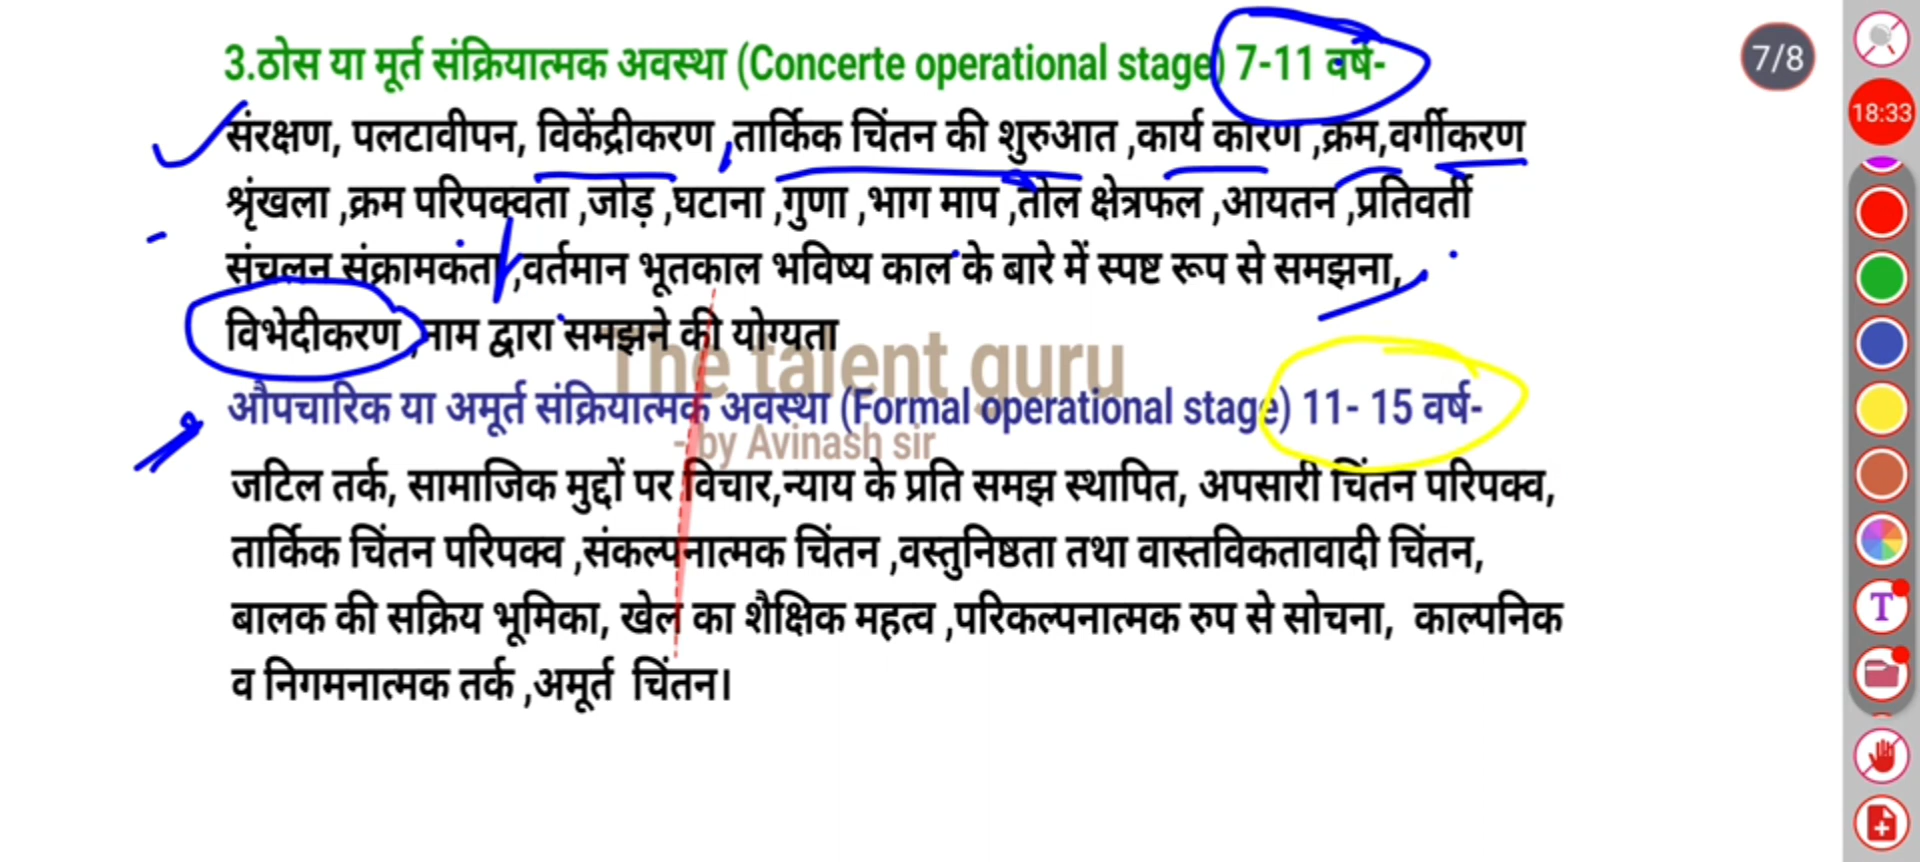 3.ठोस या मूर्त संक्रियात्मक अवस्था (Concerte operational stage) 7-11 वर्ष-
7/8
18:33
संरक्षण, पलटावीपन, विकेंद्रीकरण ,तार्किक चिंतन की शुरुआत ,कार्य कारण ,क्रम,वर्गीकरण
श्रृंखला ,क्रम परिपक्वता ,जोड़ ,घटाना ,गुणा ,भाग माप ,तोल क्षेत्रफल ,आयतन ,प्रतिवर्ती
संचलन संक्रामकता ,वर्तमान भूतकाल भविष्य काल के बारे में स्पष्ट रूप से समझना,
विभेदीकरण ,नाम द्वारा समझने की योग्यता
The talent guru
औपचारिक या अमूर्त संक्रियात्मक अवस्था (Formal operational stage) 11- 15 वर्ष-
- by Avinash sir
जटिल तर्क, सामाजिक मुद्दों पर विचार,न्याय के प्रति समझ स्थापित, अपसारी चिंतन परिपक्व,
तार्किक चिंतन परिपक्व ,संकल्पनात्मक चिंतन ,वस्तुनिष्ठता तथा वास्तविकतावादी चिंतन,
बालक की सक्रिय भूमिका, खेल का शैक्षिक महत्व ,परिकल्पनात्मक रुप से सोचना, काल्पनिक
व निगमनात्मक तर्क ,अमूर्त चिंतन।
T